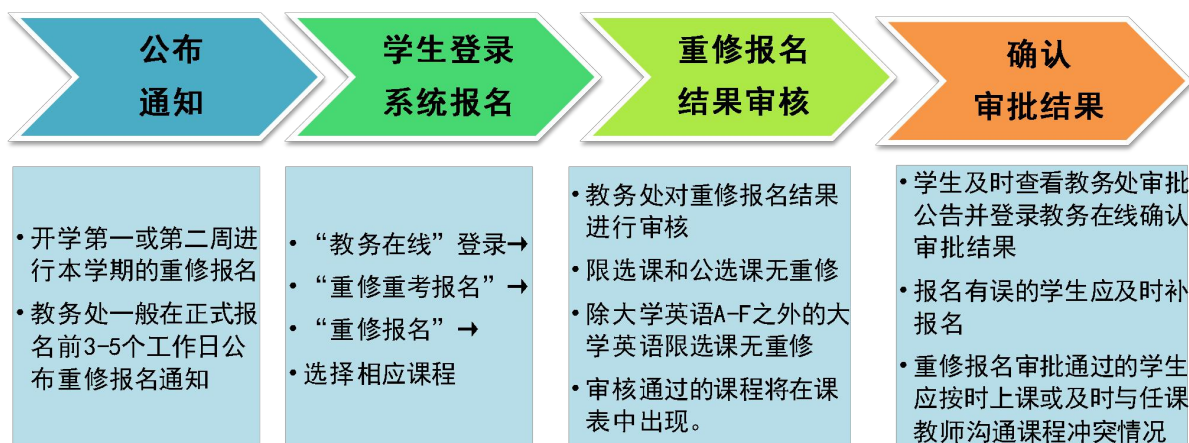 公布
通知
学生登录
系统报名
重修报名
结果审核
确认
审批结果
•开学第一或第二周进
行本学期的重修报名
•教务处一般在正式报
名前3-5个工作日公
布重修报名通知
• “教务在线”登录→
• “重修重考报名”→
• “重修报名”→
•选择相应课程
•教务处对重修报名结果
进行审核
•限选课和公选课无重修
•除大学英语A-F之外的大
学英语限选课无重修
•审核通过的课程将在课
表中出现。
•学生及时查看教务处审批
公告并登录教务在线确认
审批结果
•报名有误的学生应及时补
报名
•重修报名审批通过的学生
应按时上课或及时与任课
教师沟通课程冲突情况